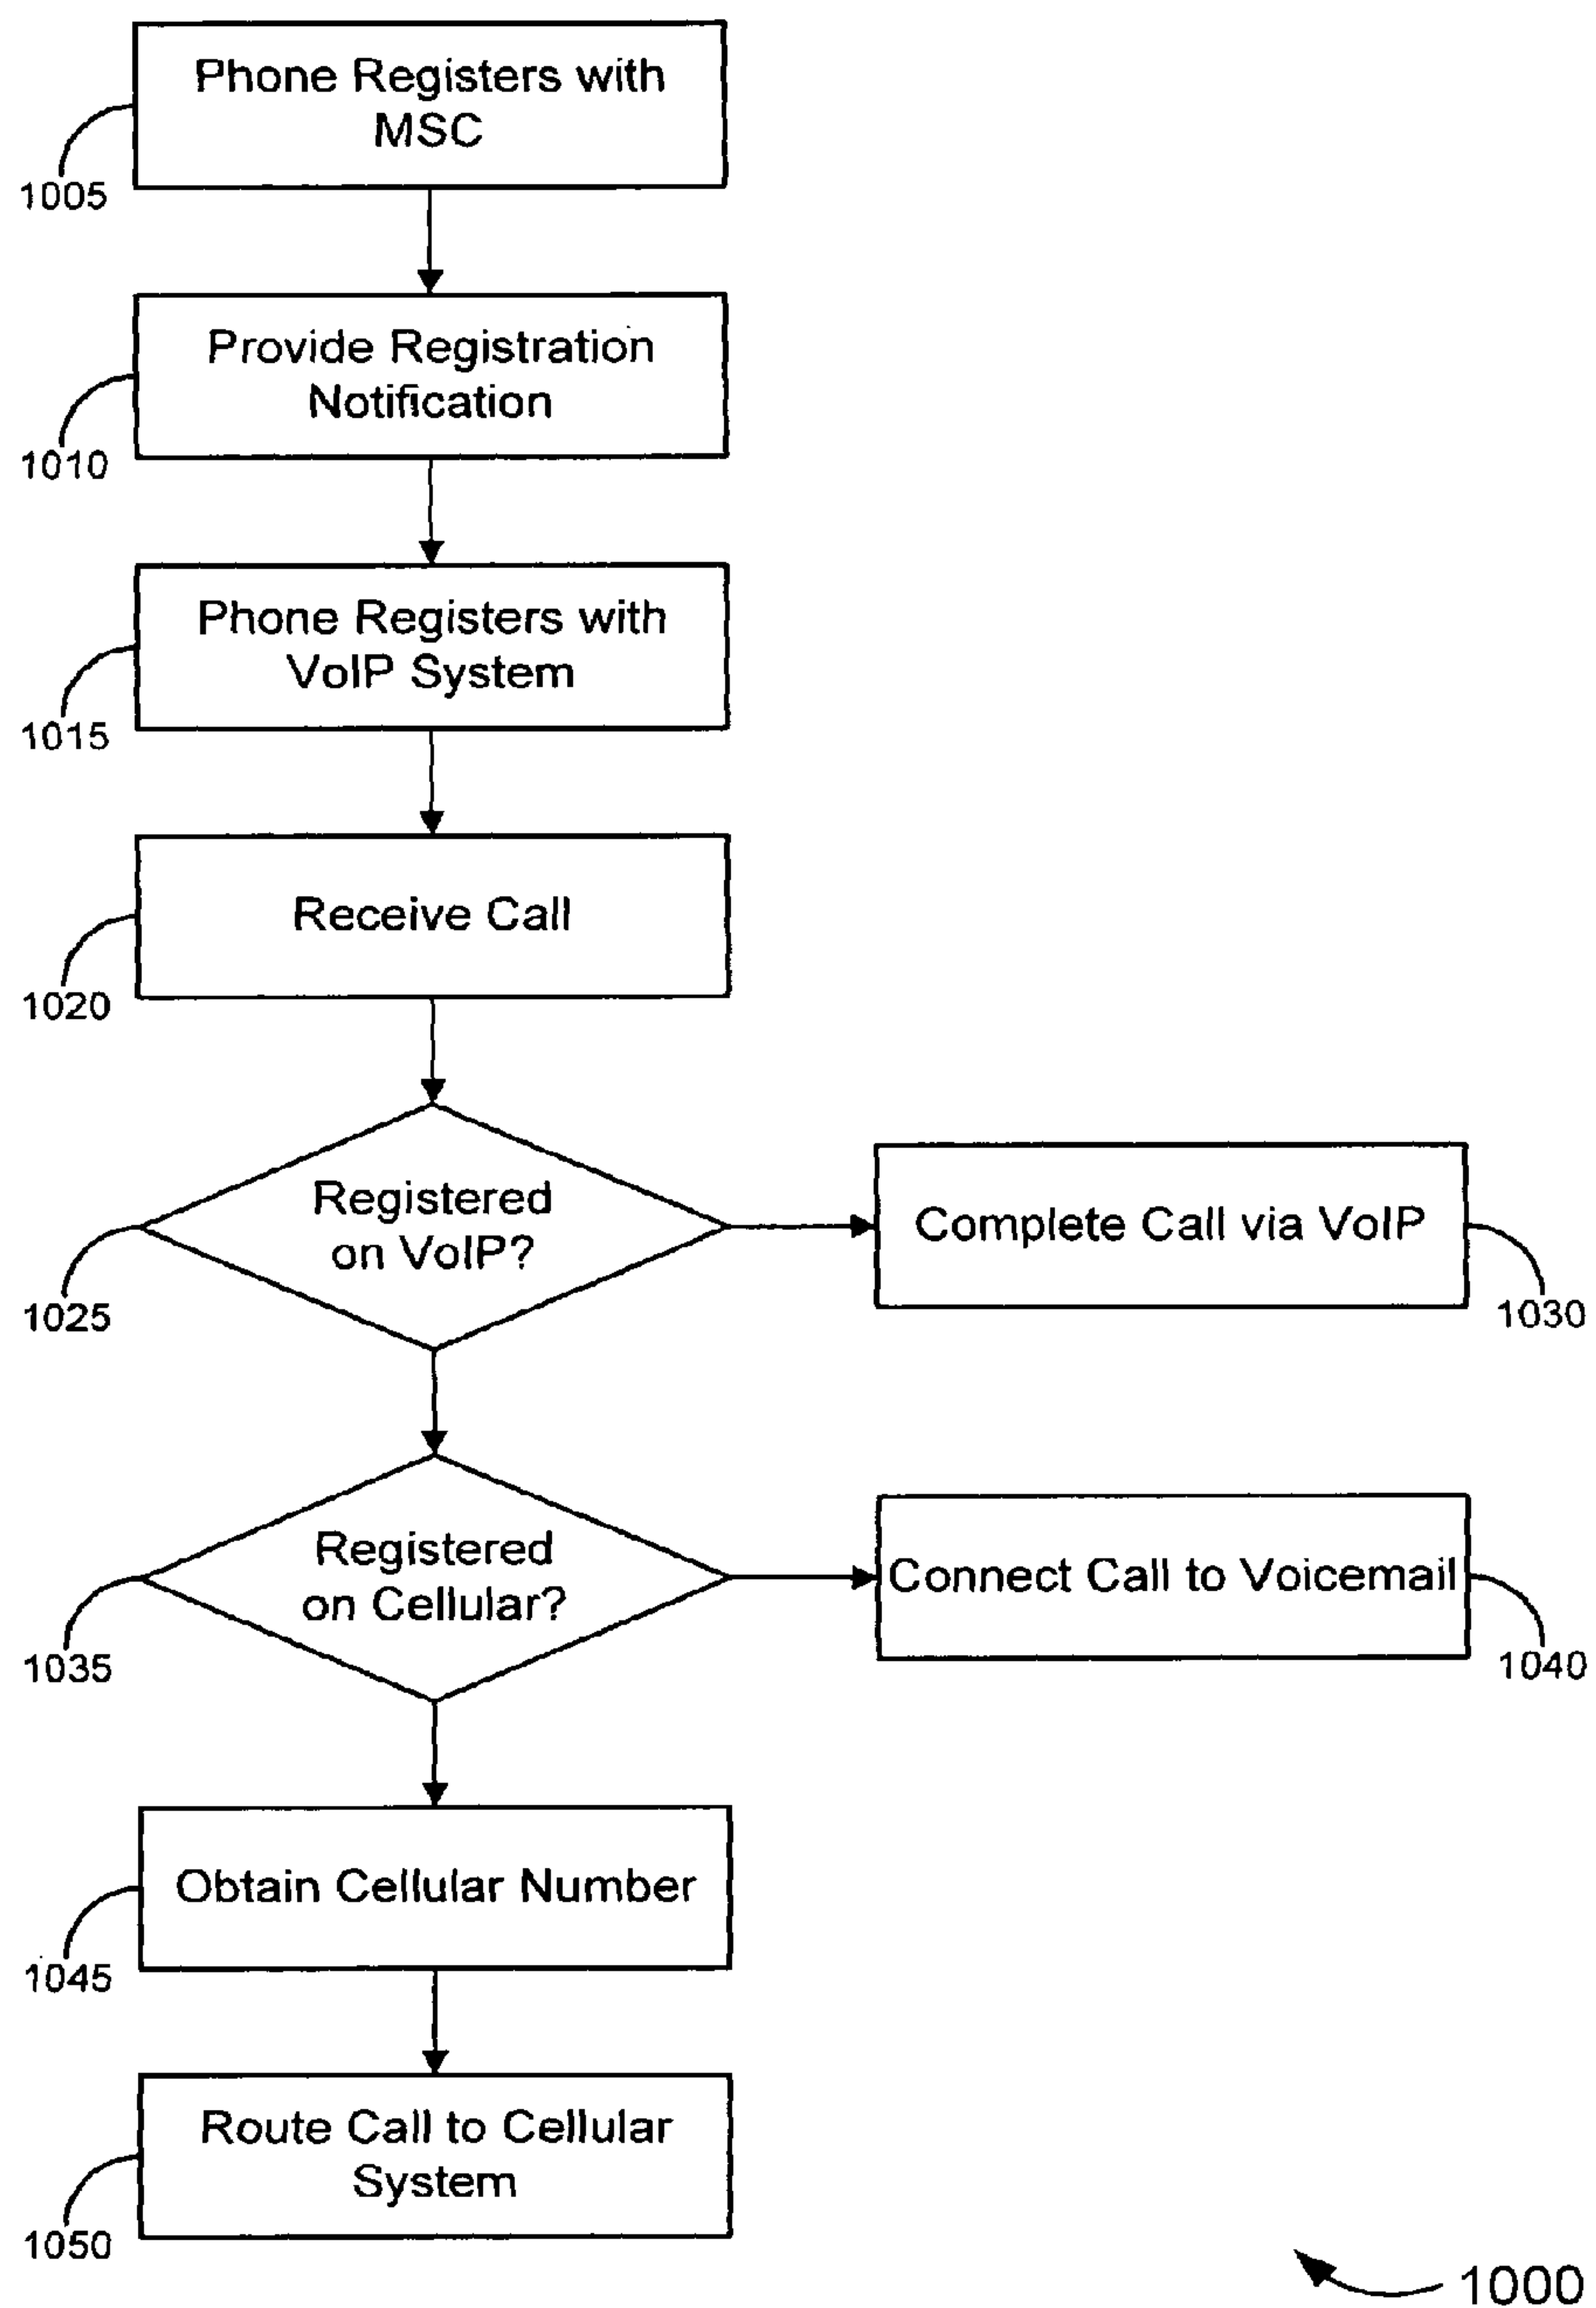 Phone Registers with
MSC
1005
Provide Registration
Notification
1010
Phone Registers with
VoIP System
1015
Receive Call
1020
Registered
on VoIP?
1025
Complete Call via VoIP
1030
Registered
on Cellular?
1035
Connect Call to Voicemail
1040
Obtain Cellular Number
1045
Route Call to Cellular
System
1050
1000